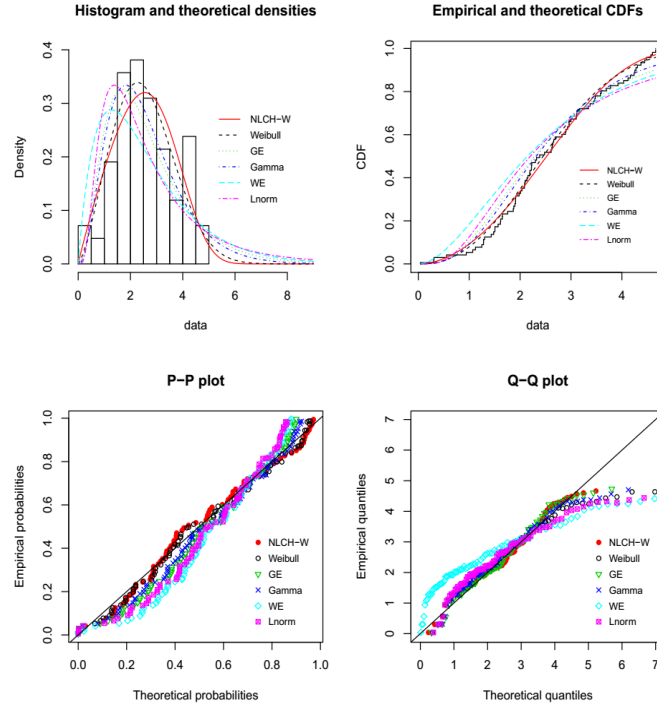 Histogram and theoretical densities
Density
0.0 0.1 0.2 0.3 0.4
NLCH−W
Weibull
GE
Gamma
WE
Lnorm
0 2 4 6 8
data
Empirical and theoretical CDFs
CDF
0.0 0.2 0.4 0.6 0.8 1.0
NLCH−W
Weibull
GE
Gamma
WE
Lnorm
0 1 2 3 4
data
P−P plot
Empirical probabilities
0.0 0.2 0.4 0.6 0.8 1.0
NLCH−W
Weibull
GE
Gamma
WE
Lnorm
0.0 0.2 0.4 0.6 0.8 1.0
Theoretical probabilities
Q−Q plot
Empirical quantiles
0 1 2 3 4 5 6 7
NLCH−W
Weibull
GE
Gamma
WE
Lnorm
0 1 2 3 4 5 6 7
Theoretical quantiles